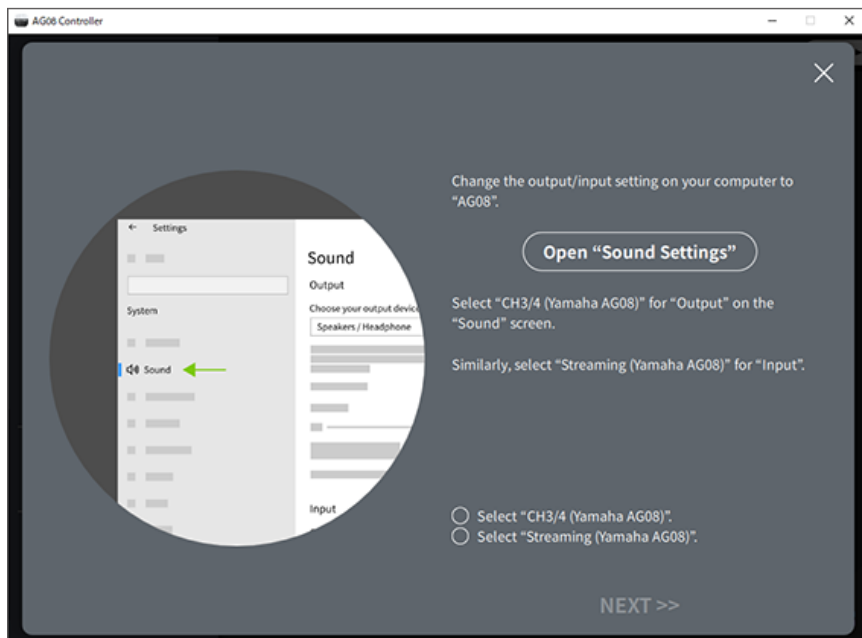 AG08 Controller
Change the output/input setting on your computer to
“AG08”.
Open “Sound Settings”
Select “CH3/4 (Yamaha AG08)” for “Output” on the
“Sound” screen.
Similarly, select “Streaming (Yamaha AG08)” for “Input”.
Settings
System
Sound
Sound
Output
Choose your output device
Speakers / Headphone
Input
Select “CH3/4 (Yamaha AG08)”.
Select “Streaming (Yamaha AG08)”.
NEXT >>